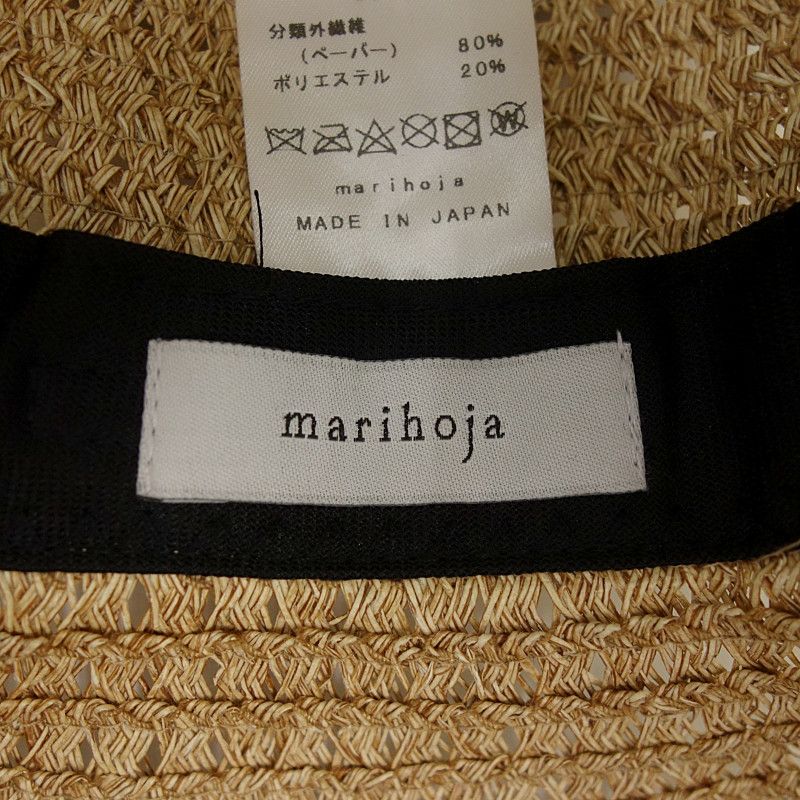 分類外繊維
(ペーパー) 80%
ポリエステル 20%
W
marihoja
MADE IN JAPAN
marihoja